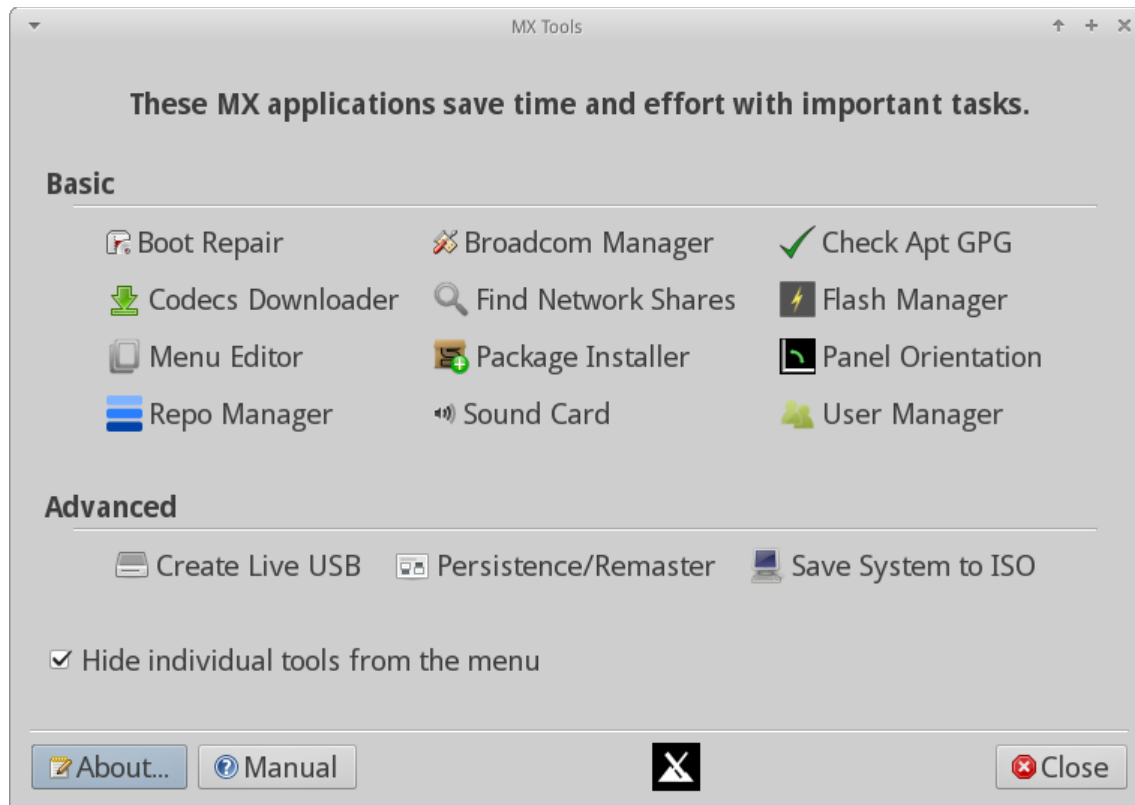 MX Tools
These MX applications save time and effort with important tasks.
Basic
Boot Repair Broadcom Manager Check Apt GPG
Codecs Downloader Find Network Shares Flash Manager
Menu Editor Package Installer Panel Orientation
Repo Manager Sound Card User Manager
Advanced
Create Live USB Persistence/Remaster Save System to ISO
Hide individual tools from the menu
About... Manual Close